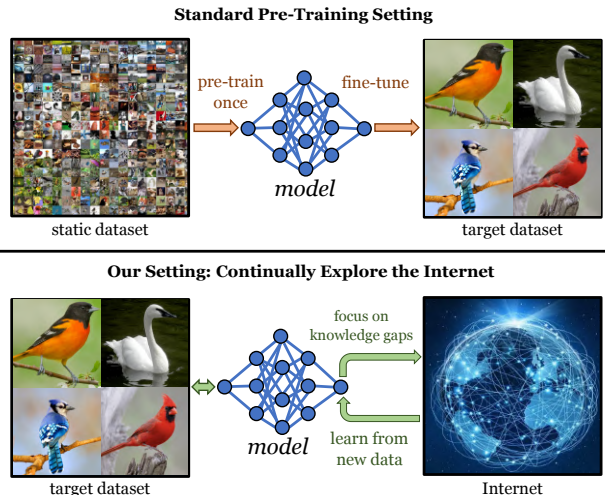 Standard Pre-Training Setting
pre-train
once
fine-tune
model
static dataset
target dataset
Our Setting: Continually Explore the Internet
focus on
knowledge gaps
learn from
new data
model
target dataset
Internet